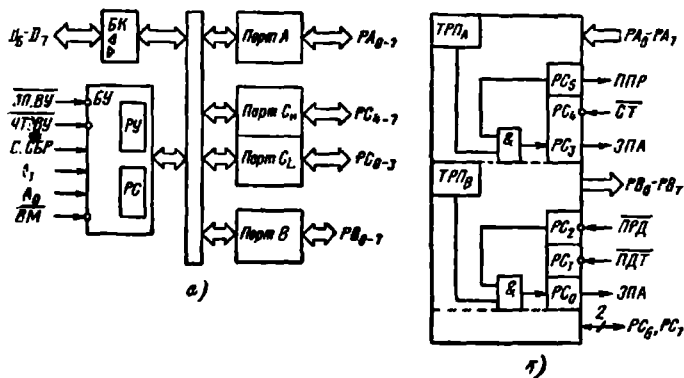 D₀-D₇
БК
Порт А
PA₀₋₇
ЗП.ВУ
БУ
ЧТ.ВУ
РУ
С.СБР
A₁
РС
A₀
ВМ
Порт Cн
PC₄₋₇
Порт CL
PC₀₋₃
Порт В
PB₀₋₇
а)
ТРПА
PA₀-PA₇
PC₅
ППР
PC₄
СТ
&
PC₃
ЗПА
ТРПВ
PB₀-PB₇
PC₂
ПРД
PC₁
ПДТ
&
PC₀
ЗПА
2
PC₆, PC₇